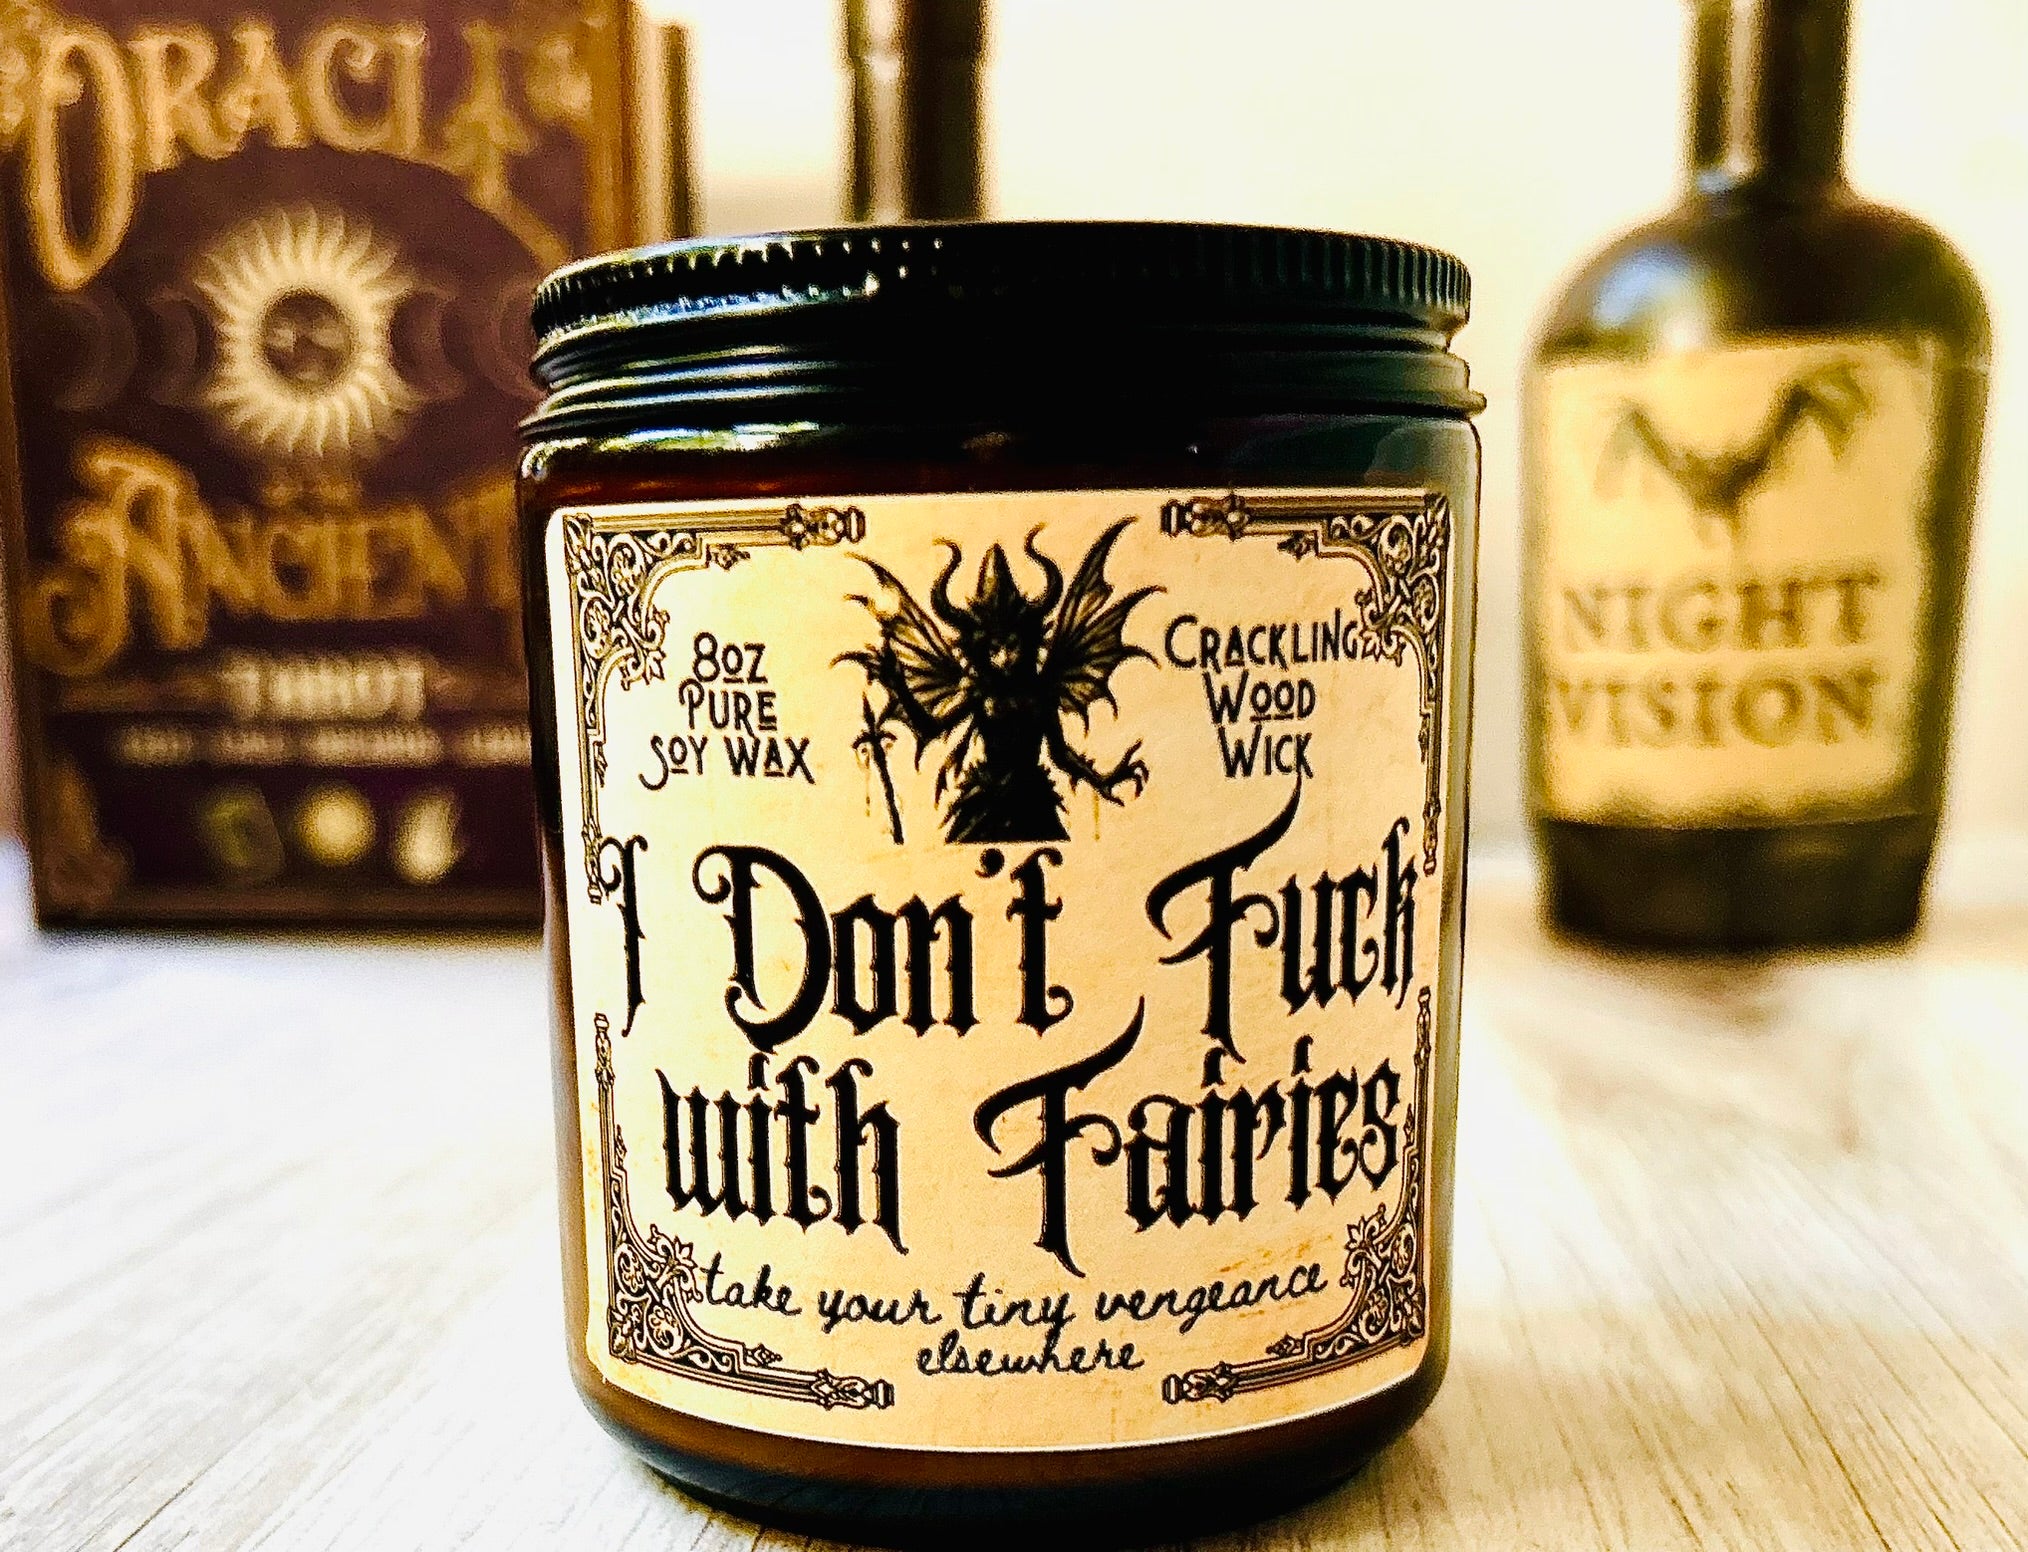 ORACLE
ANCIENT
NIGHT
VISION
8oz
Pure
Soy Wax
Crackling
Wood
Wick
I Don't Fuck
with Fairies
take your tiny vengeance
elsewhere